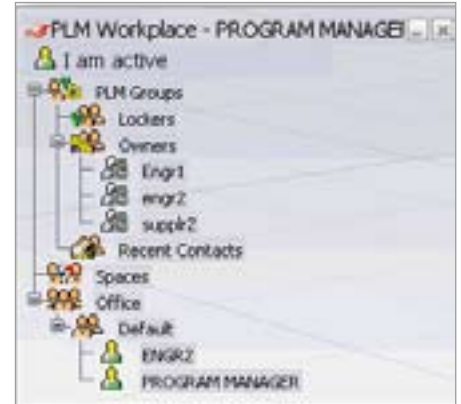 PLM Workplace - PROGRAM MANAGE
I am active
PLM Groups
Lockers
Owners
Engr1
engr2
supplr2
Recent Contacts
Spaces
Office
Default
ENGR2
PROGRAM MANAGER